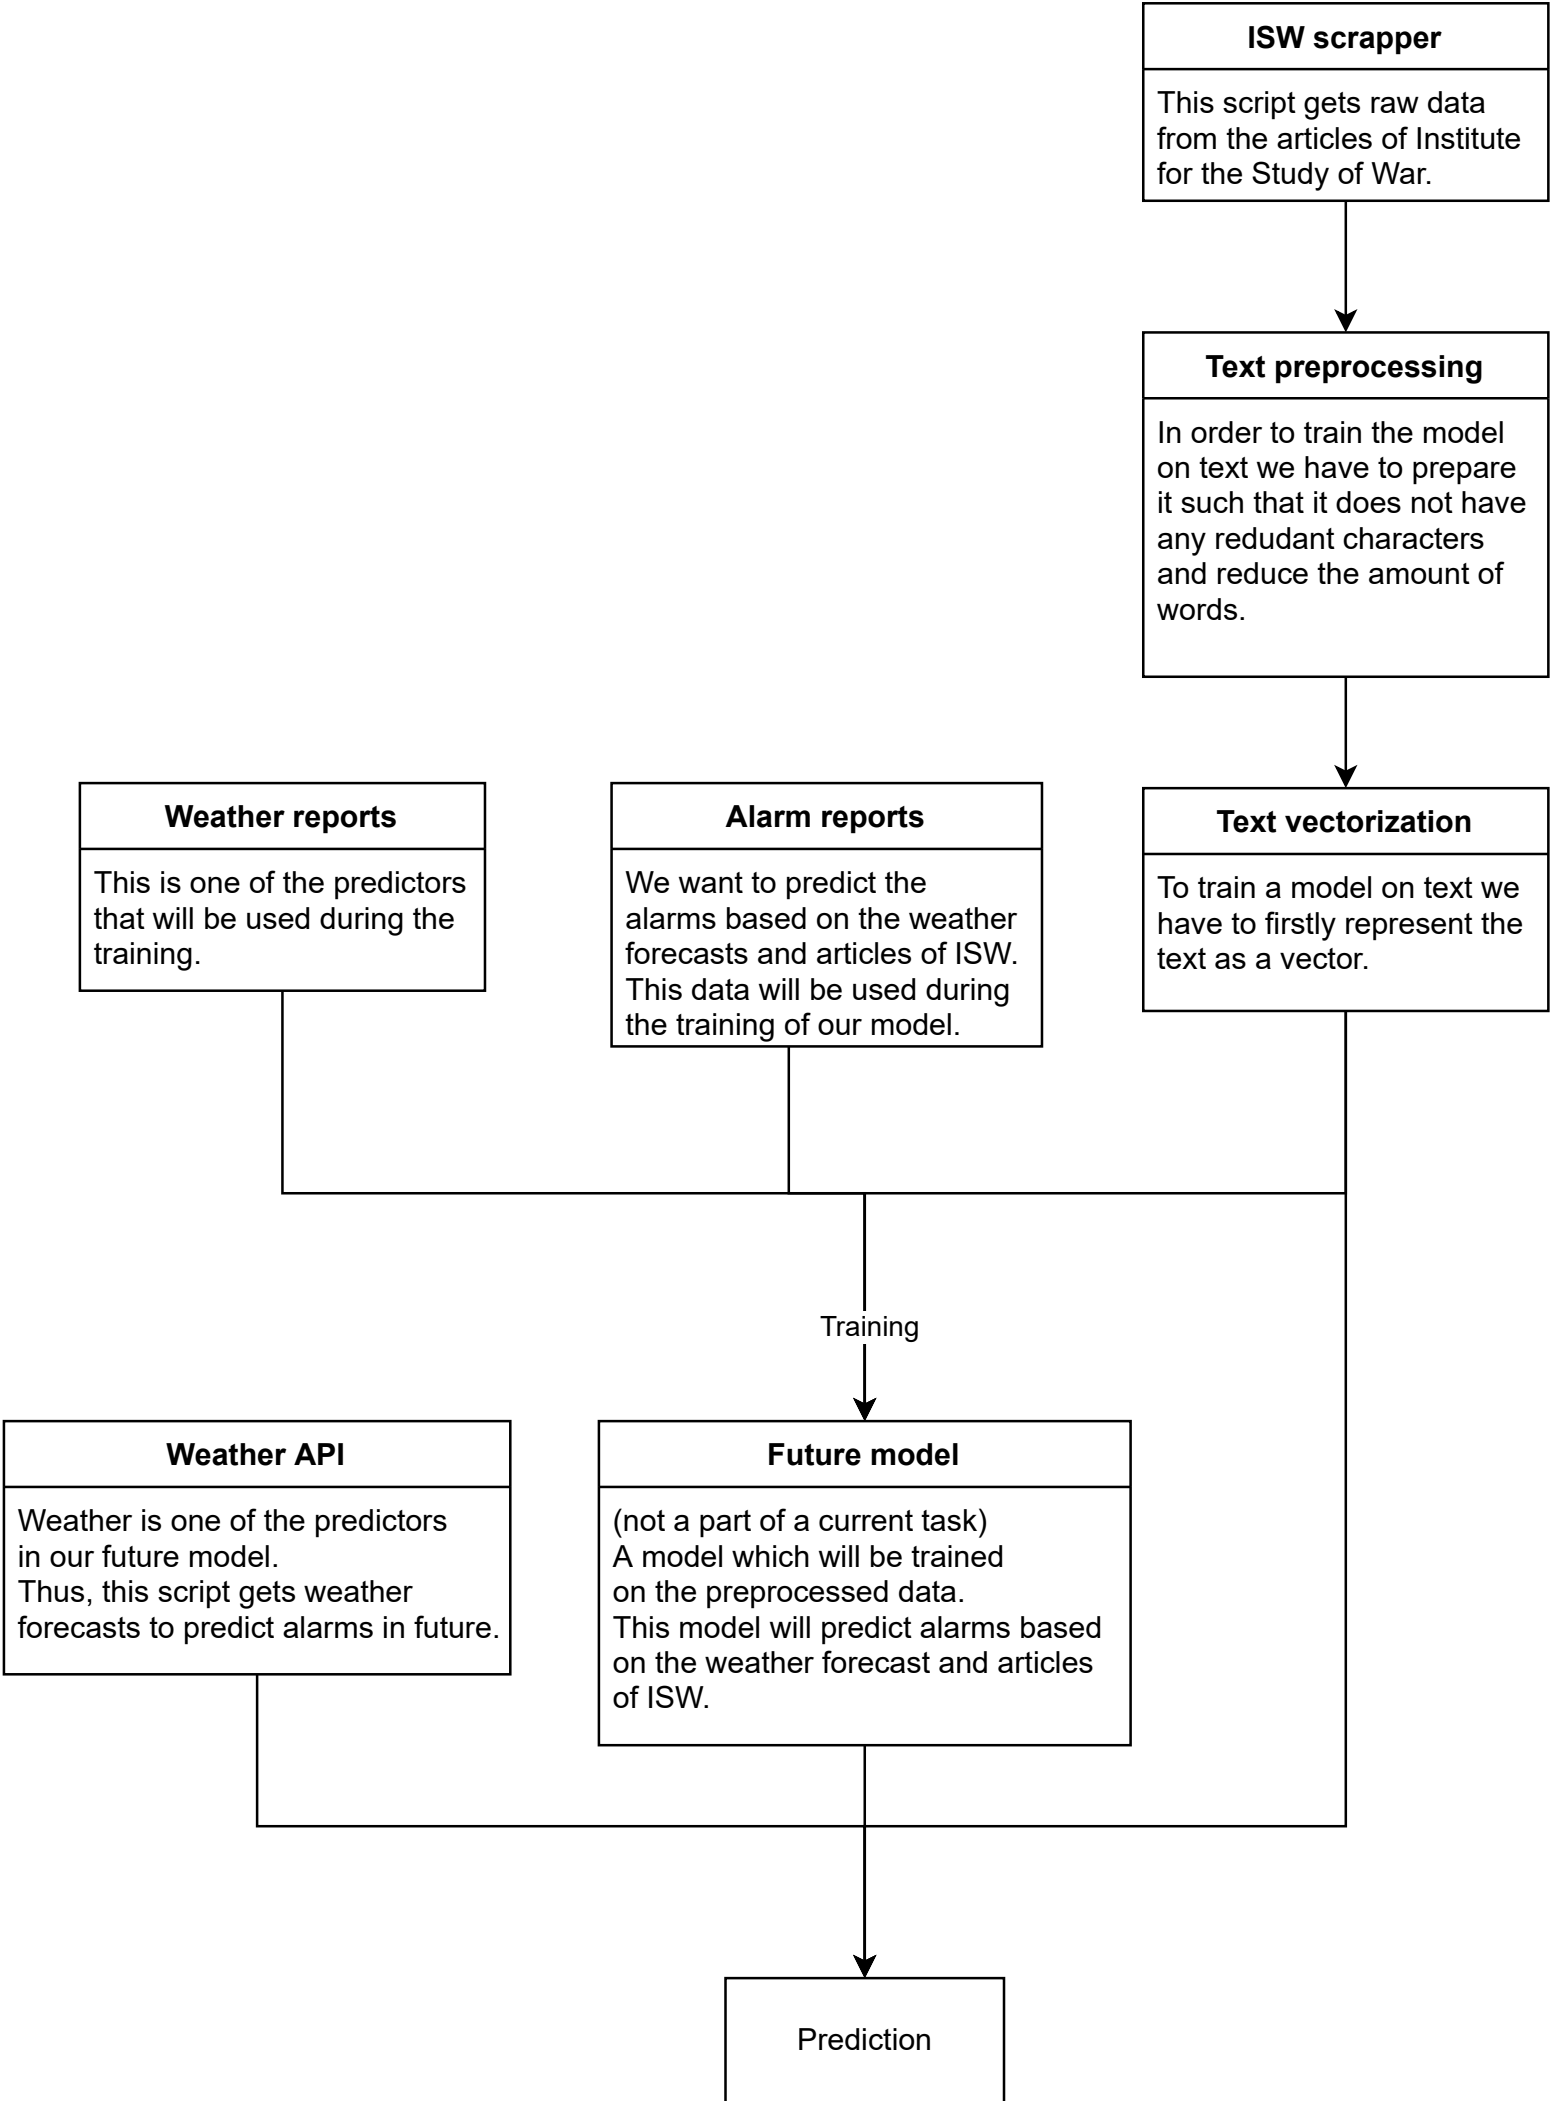 ISW scrapper
This script gets raw data
from the articles of Institute
for the Study of War.
Text preprocessing
In order to train the model
on text we have to prepare
it such that it does not have
any redudant characters
and reduce the amount of
words.
Weather reports
This is one of the predictors
that will be used during the
training.
Alarm reports
We want to predict the
alarms based on the weather
forecasts and articles of ISW.
This data will be used during
the training of our model.
Text vectorization
To train a model on text we
have to firstly represent the
text as a vector.
Training
Weather API
Weather is one of the predictors
in our future model.
Thus, this script gets weather
forecasts to predict alarms in future.
Future model
(not a part of a current task)
A model which will be trained
on the preprocessed data.
This model will predict alarms based
on the weather forecast and articles
of ISW.
Prediction